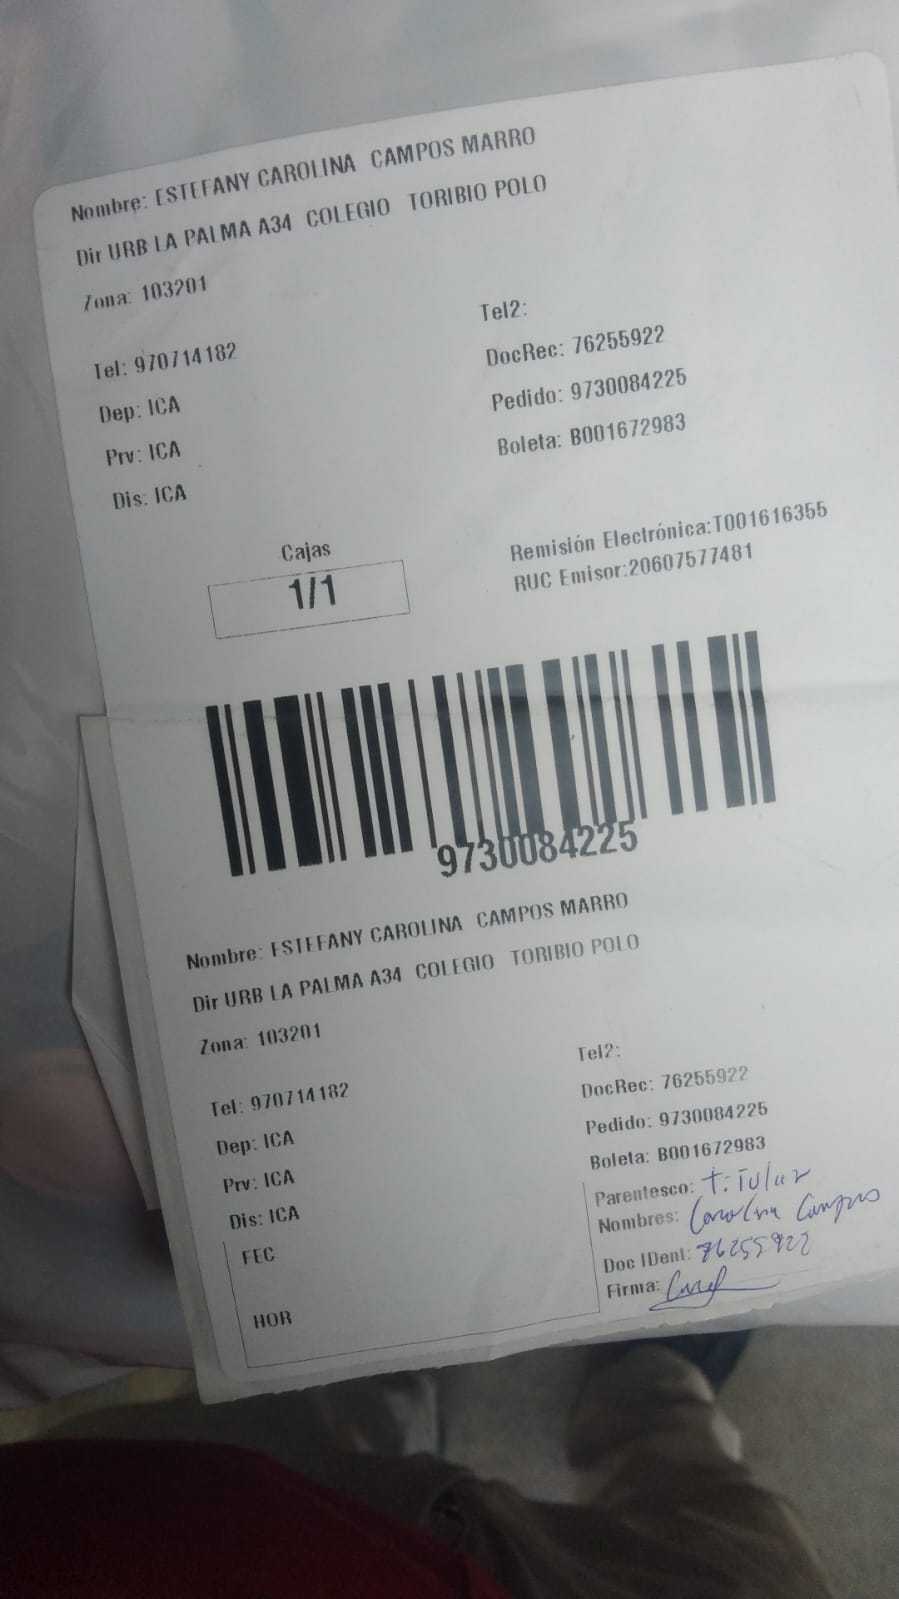 Nombre: ESTEFANY CAROLINA CAMPOS MARRO
Dir URB LA PALMA A34 COLEGIO TORIBIO POLO
Zona: 103201
Tel2:
Tel: 970714182
DocRec: 76255922
Dep: ICA
Pedido: 9730084225
Prv: ICA
Boleta: B001672983
Dis: ICA
Cajas
1/1
Remisión Electrónica:T001616355
RUC Emisor:20607577481
9730084225
Nombre: ESTEFANY CAROLINA CAMPOS MARRO
Dir URB LA PALMA A34 COLEGIO TORIBIO POLO
Zona: 103201
Tel2:
Tel: 970714182
DocRec: 76255922
Dep: ICA
Pedido: 9730084225
Prv: ICA
Boleta: B001672983
Dis: ICA
Parentesco: Titular
Nombres: Carolina Campos
FEC
Doc IDent: 76255922
Firma:
HOR